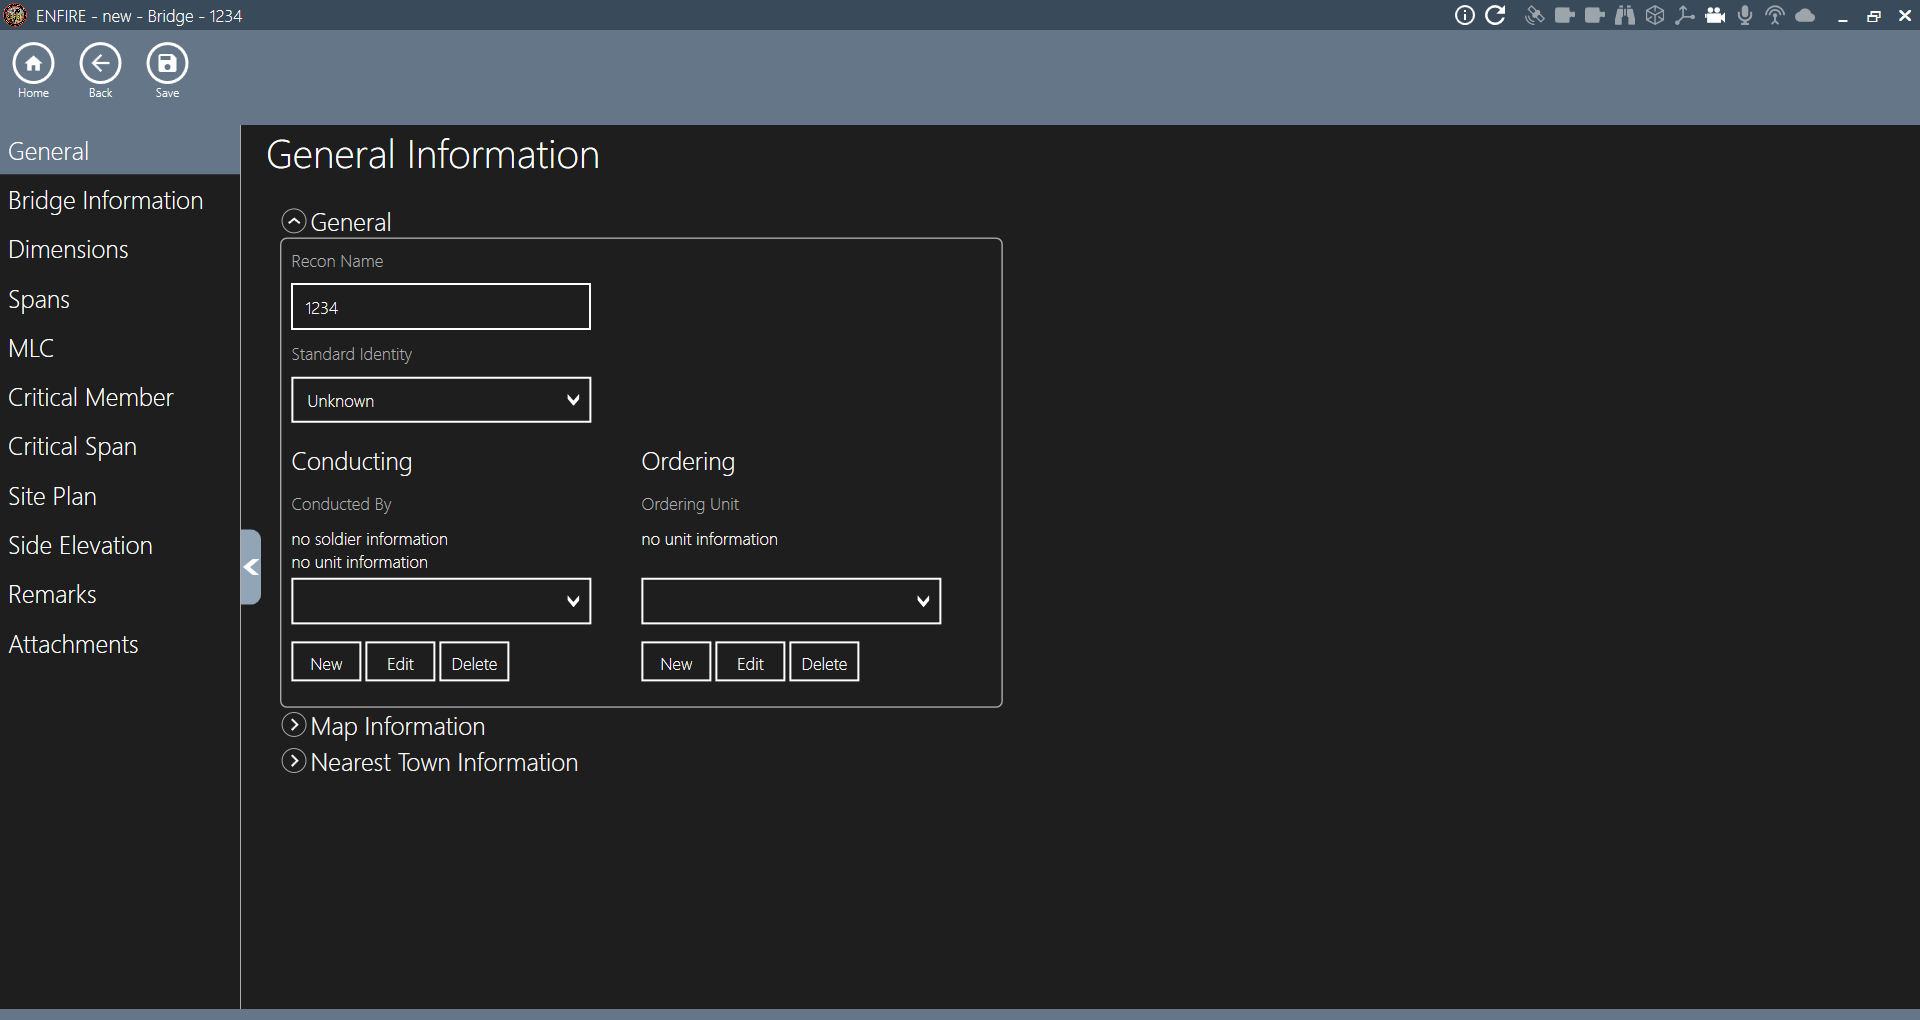 ENFIRE - new - Bridge - 1234
Home
Back
Save
General
Bridge Information
Dimensions
Spans
MLC
Critical Member
Critical Span
Site Plan
Side Elevation
Remarks
Attachments
General Information
General
Recon Name
1234
Standard Identity
Unknown
Conducting
Ordering
Conducted By
Ordering Unit
no soldier information
no unit information
no unit information
New
Edit
Delete
New
Edit
Delete
Map Information
Nearest Town Information